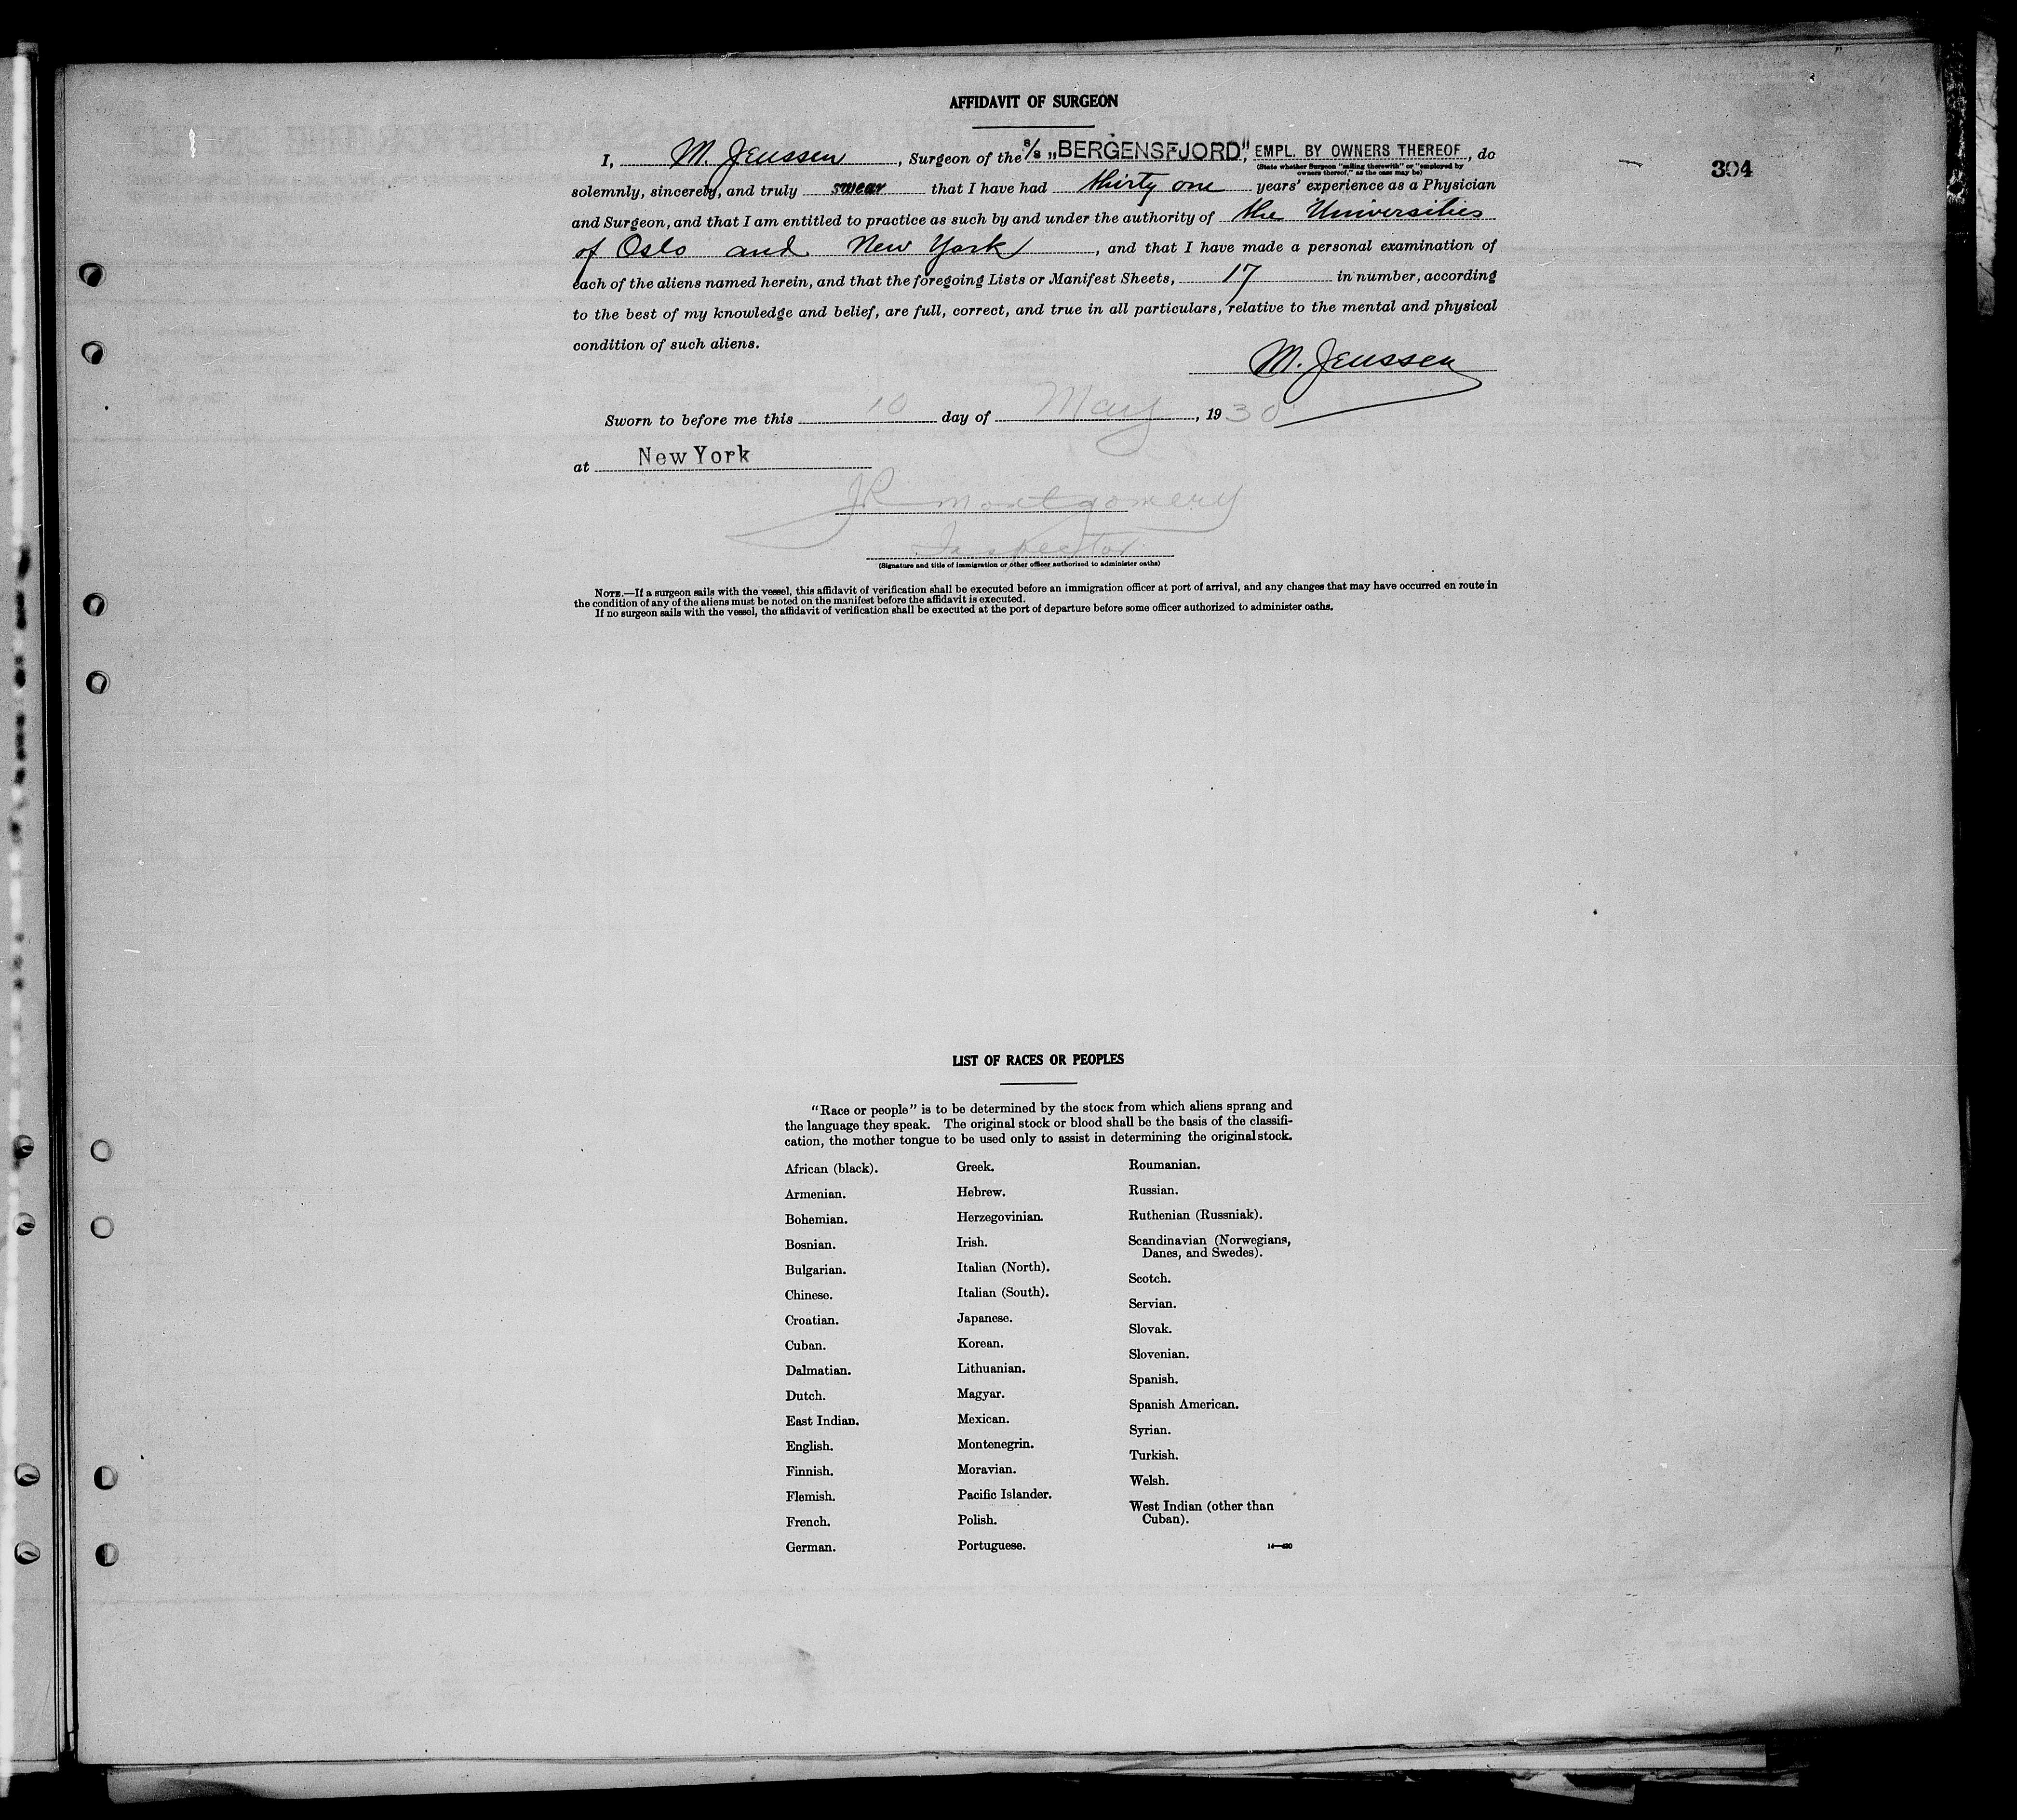 AFFIDAVIT OF SURGEON
304
I, M. Jenssen, Surgeon of the s/s „BERGENSFJORD”, EMPL. BY OWNERS THEREOF, do
(State whether Surgeon "sailing therewith" or "employed by
owners thereof," as the case may be)
solemnly, sincerely, and truly swear that I have had thirty one years' experience as a Physician
and Surgeon, and that I am entitled to practice as such by and under the authority of the Universities
of Oslo and New York, and that I have made a personal examination of
each of the aliens named herein, and that the foregoing Lists or Manifest Sheets, 17 in number, according
to the best of my knowledge and belief, are full, correct, and true in all particulars, relative to the mental and physical
condition of such aliens.
M. Jenssen
Sworn to before me this 10 day of May, 1930
at New York
JR Montgomery
Inspector
(Signature and title of immigration or other officer authorized to administer oaths)
NOTE.—If a surgeon sails with the vessel, this affidavit of verification shall be executed before an immigration officer at port of arrival, and any changes that may have occurred en route in
the condition of any of the aliens must be noted on the manifest before the affidavit is executed.
If no surgeon sails with the vessel, the affidavit of verification shall be executed at the port of departure before some officer authorized to administer oaths.
LIST OF RACES OR PEOPLES
"Race or people" is to be determined by the stock from which aliens sprang and
the language they speak. The original stock or blood shall be the basis of the classifi-
cation, the mother tongue to be used only to assist in determining the original stock.
African (black).
Armenian.
Bohemian.
Bosnian.
Bulgarian.
Chinese.
Croatian.
Cuban.
Dalmatian.
Dutch.
East Indian.
English.
Finnish.
Flemish.
French.
German.
Greek.
Hebrew.
Herzegovinian.
Irish.
Italian (North).
Italian (South).
Japanese.
Korean.
Lithuanian.
Magyar.
Mexican.
Montenegrin.
Moravian.
Pacific Islander.
Polish.
Portuguese.
Roumanian.
Russian.
Ruthenian (Russniak).
Scandinavian (Norwegians,
Danes, and Swedes).
Scotch.
Servian.
Slovak.
Slovenian.
Spanish.
Spanish American.
Syrian.
Turkish.
Welsh.
West Indian (other than
Cuban).